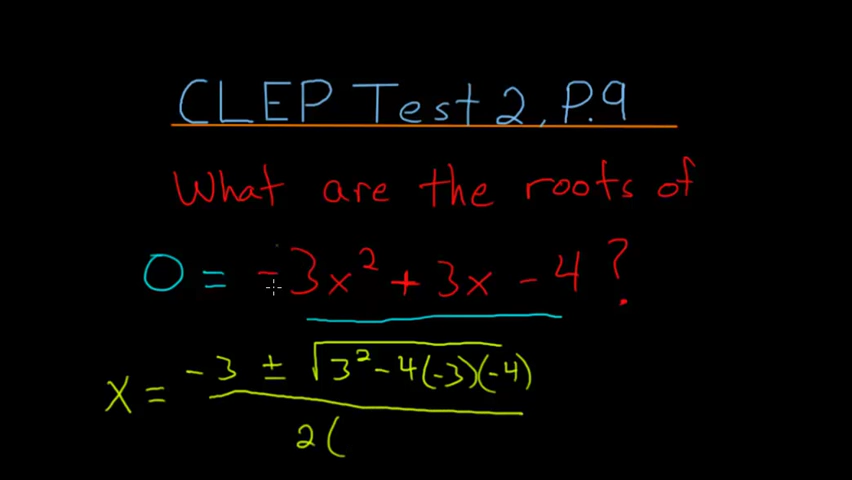 CLEP Test 2, P.9
What are the roots of
0 = -3x² + 3x - 4 ?
x = (-3 ± √(3² - 4(-3)(-4))) / 2(